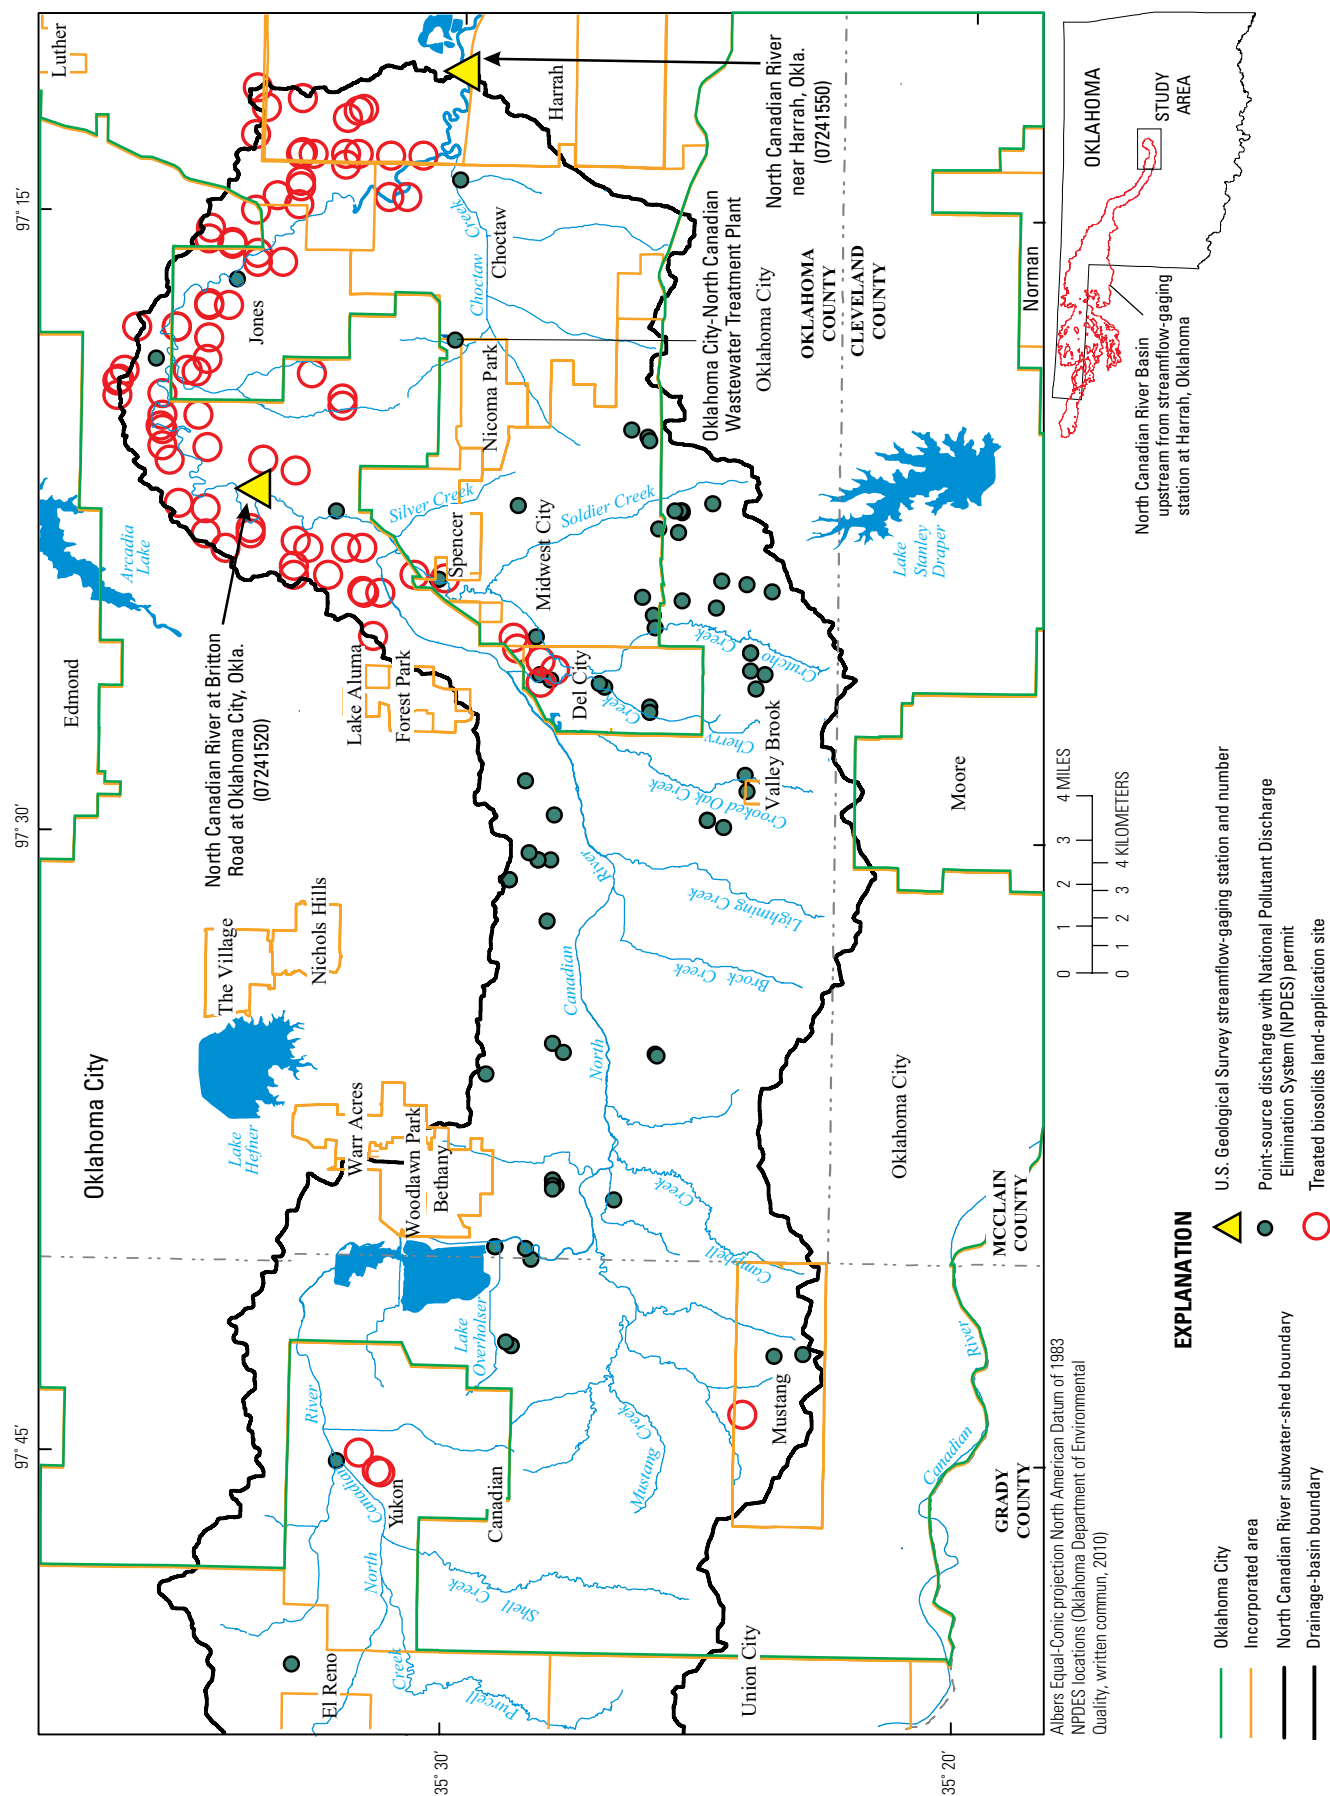 97° 45′
97° 30′
97° 15′
35° 30′
35° 20′
Oklahoma City
Edmond
Luther
Arcadia
Lake
North Canadian River at Britton
Road at Oklahoma City, Okla.
(07241520)
The Village
Nichols Hills
Lake
Hefner
Warr Acres
Woodlawn Park
Bethany
Lake Aluma
Forest Park
Jones
Harrah
Choctaw
Choctaw
Creek
Nicoma Park
Spencer
Silver Creek
Midwest City
Soldier Creek
Del City
Creek
Cherry
Creek
Crutcho
Crooked Oak Creek
Valley Brook
River
Lightning Creek
Canadian
Brock Creek
North
Creek
Campbell
Lake
Overholser
River
Canadian
Yukon
North
Canadian
Creek
Mustang
Mustang
Shell
Creek
El Reno
Creek
Purcell
Union City
North Canadian River
near Harrah, Okla.
(07241550)
Oklahoma City-North Canadian
Wastewater Treatment Plant
Oklahoma City
OKLAHOMA
COUNTY
CLEVELAND
COUNTY
Lake
Stanley
Draper
Norman
Moore
Oklahoma City
MCCLAIN
COUNTY
GRADY
COUNTY
Canadian
River
Albers Equal-Conic projection North American Datum of 1983
NPDES locations (Oklahoma Department of Environmental
Quality, written commun, 2010)
0 1 2 3 4 MILES
0 1 2 3 4 KILOMETERS
OKLAHOMA
STUDY
AREA
North Canadian River Basin
upstream from streamflow-gaging
station at Harrah, Oklahoma
EXPLANATION
Oklahoma City
Incorporated area
North Canadian River subwater-shed boundary
Drainage-basin boundary
U.S. Geological Survey streamflow-gaging station and number
Point-source discharge with National Pollutant Discharge
Elimination System (NPDES) permit
Treated biosolids land-application site